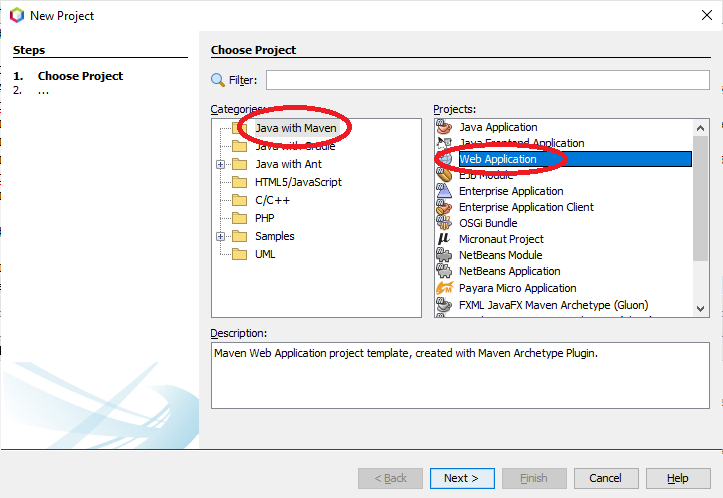 New Project
Steps
1. Choose Project
2. ...
Choose Project
Filter:
Categories:
Java with Maven
Java with Gradle
Java with Ant
HTML5/JavaScript
C/C++
PHP
Samples
UML
Projects:
Java Application
Java Frontend Application
Web Application
EJB Module
Enterprise Application
Enterprise Application Client
OSGi Bundle
Micronaut Project
NetBeans Module
NetBeans Application
Payara Micro Application
FXML JavaFX Maven Archetype (Gluon)
Description:
Maven Web Application project template, created with Maven Archetype Plugin.
< Back
Next >
Finish
Cancel
Help